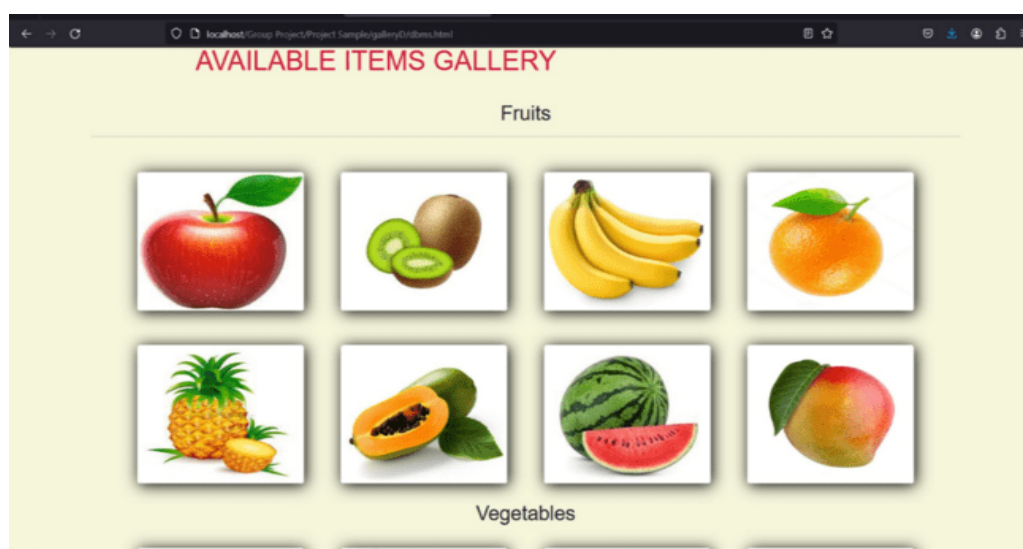 localhost/Group Project/Project Sample/galleryD/dbms.html
AVAILABLE ITEMS GALLERY
Fruits
Vegetables